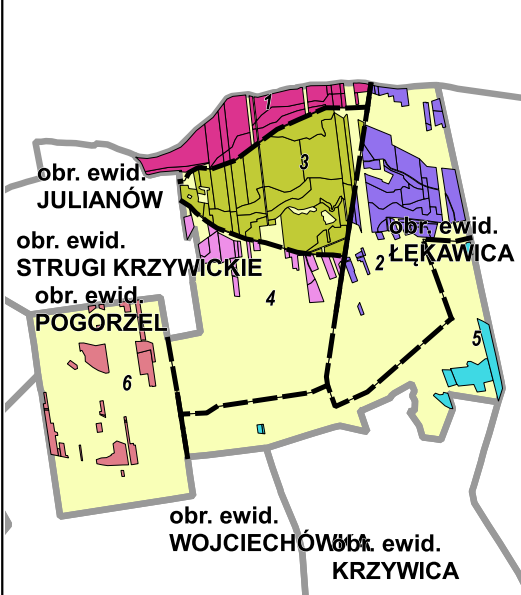 1
3
obr. ewid.
JULIANÓW
obr. ewid.
ŁĘKAWICA
obr. ewid.
STRUGI KRZYWICKIE
2
4
obr. ewid.
POGORZEL
5
6
obr. ewid.
WOJCIECHÓWKA
obr. ewid.
KRZYWICA